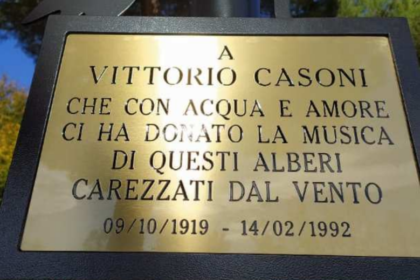 A
VITTORIO CASONI
CHE CON ACQUA E AMORE
CI HA DONATO LA MUSICA
DI QUESTI ALBERI
CAREZZATI DAL VENTO
09/10/1919 - 14/02/1992